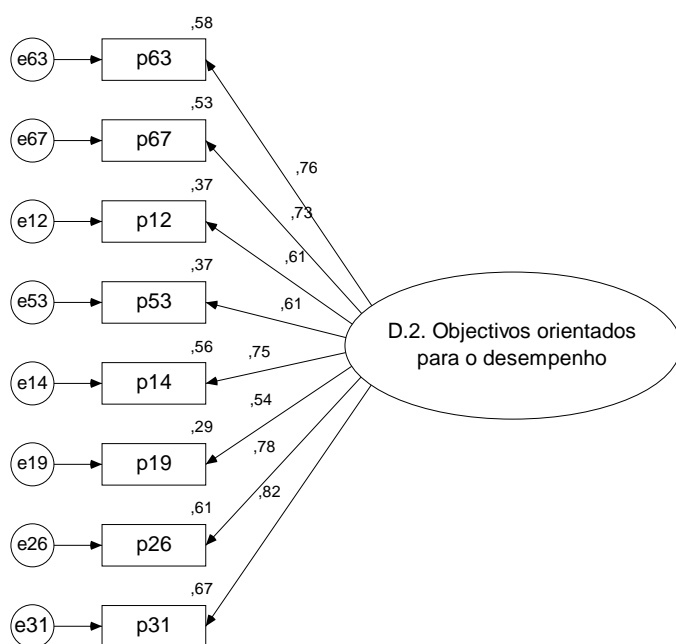 ,58
e63 p63
,76
,53
e67 p67
,73
,37
e12 p12
,61
,37
e53 p53
,61
D.2. Objectivos orientados
para o desempenho
,56
e14 p14
,75
,29
e19 p19
,54
,61
e26 p26
,78
,67
e31 p31
,82